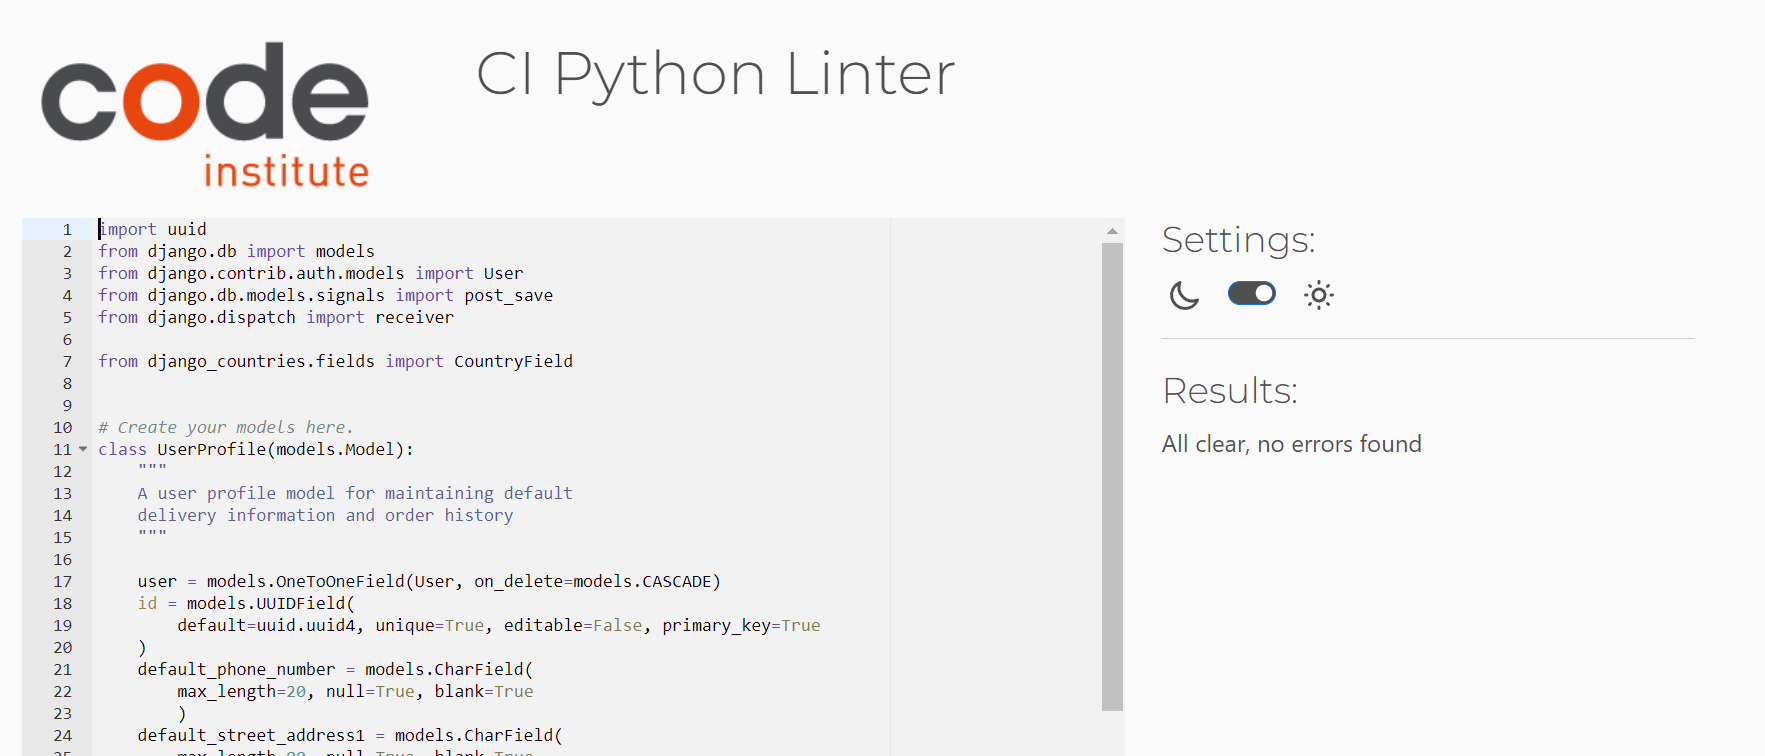 code
institute
CI Python Linter
1 import uuid
2 from django.db import models
3 from django.contrib.auth.models import User
4 from django.db.models.signals import post_save
5 from django.dispatch import receiver
6
7 from django_countries.fields import CountryField
8
9
10 # Create your models here.
11 class UserProfile(models.Model):
12 """
13 A user profile model for maintaining default
14 delivery information and order history
15 """
16
17 user = models.OneToOneField(User, on_delete=models.CASCADE)
18 id = models.UUIDField(
19 default=uuid.uuid4, unique=True, editable=False, primary_key=True
20 )
21 default_phone_number = models.CharField(
22 max_length=20, null=True, blank=True
23 )
24 default_street_address1 = models.CharField(
25 max_length=80, null=True, blank=True
Settings:
Results:
All clear, no errors found